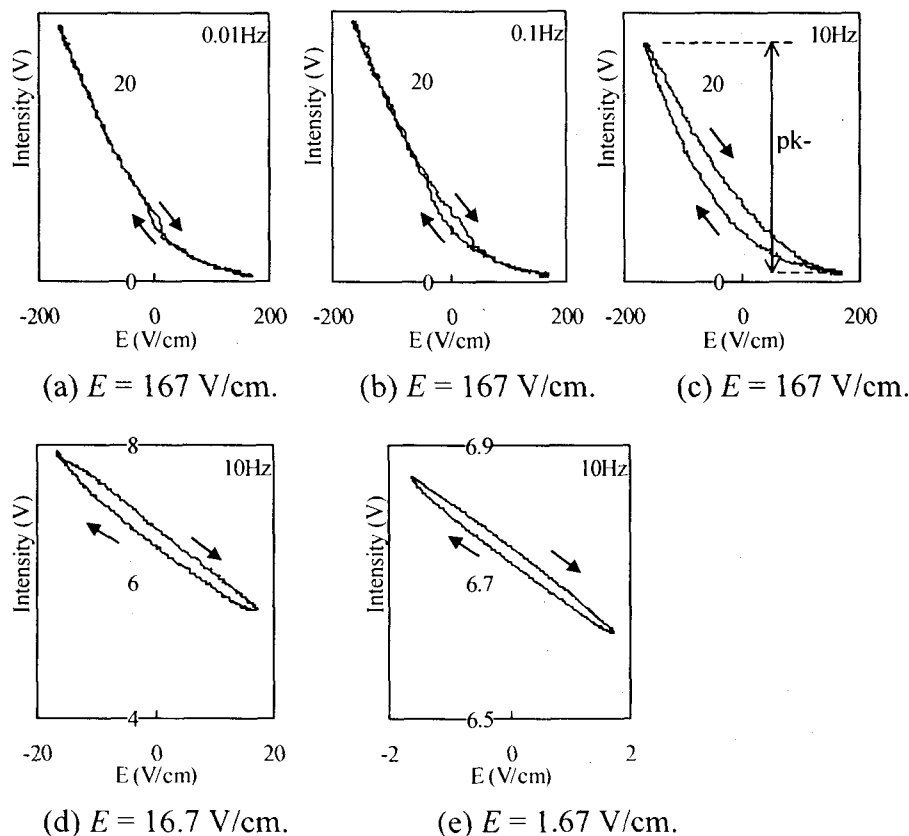 0.01Hz
20
Intensity (V)
0
-200 0 200
E (V/cm)
(a) E = 167 V/cm.
0.1Hz
20
Intensity (V)
0
-200 0 200
E (V/cm)
(b) E = 167 V/cm.
10Hz
20
pk-
Intensity (V)
0
-200 0 200
E (V/cm)
(c) E = 167 V/cm.
8
10Hz
Intensity (V)
6
4
-20 0 20
E (V/cm)
(d) E = 16.7 V/cm.
6.9
10Hz
Intensity (V)
6.7
6.5
-2 0 2
E (V/cm)
(e) E = 1.67 V/cm.